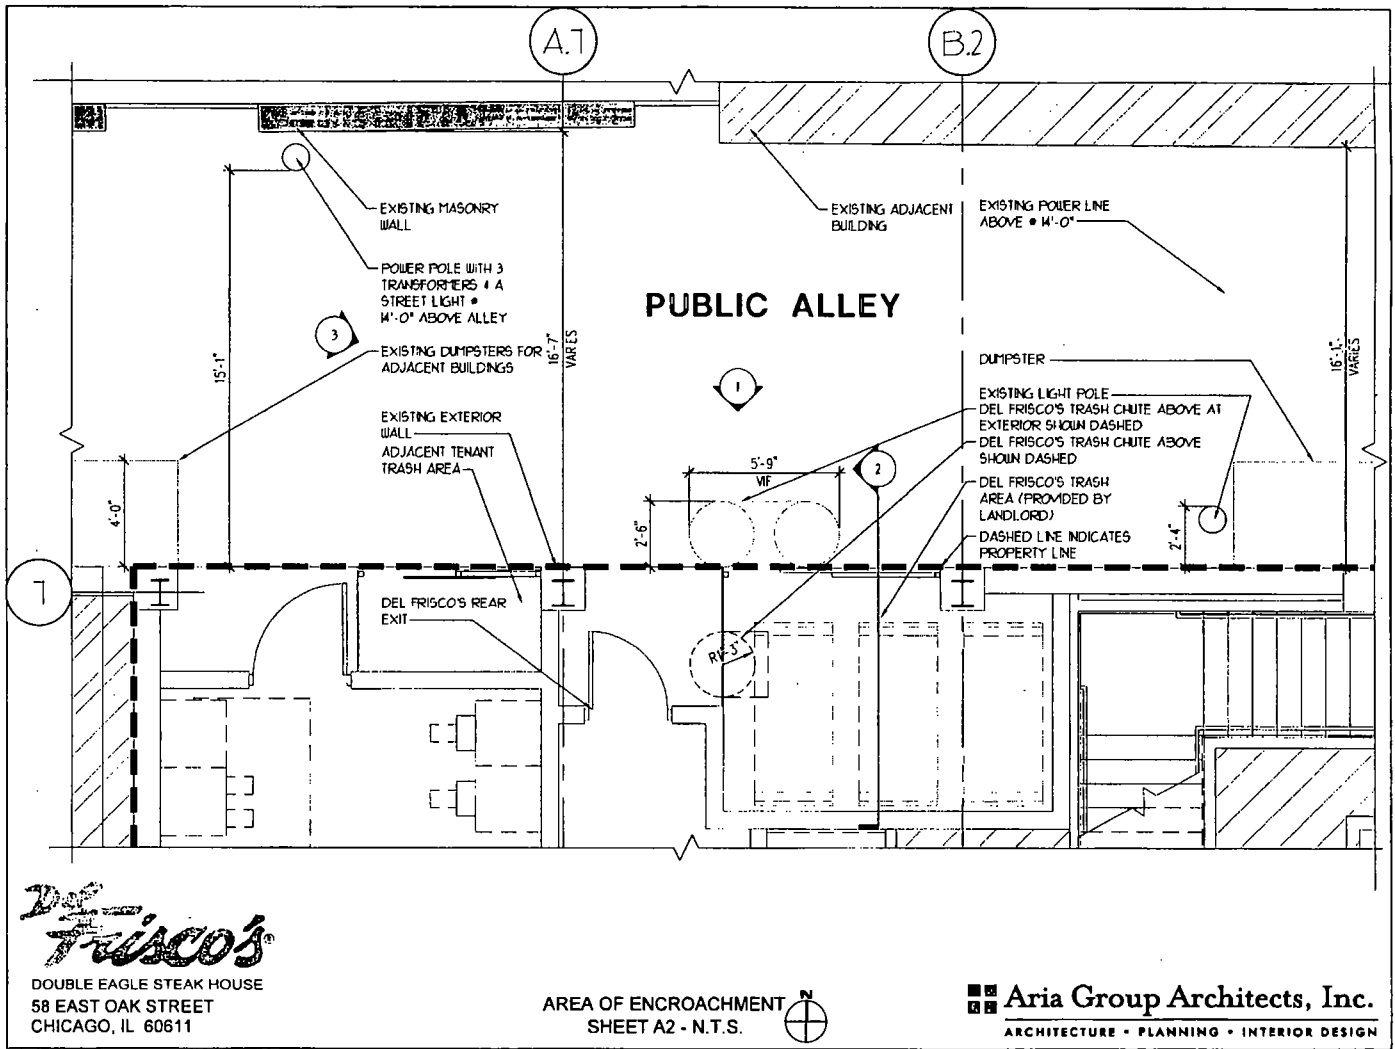 A.7
B.2
EXISTING MASONRY
WALL
EXISTING ADJACENT
BUILDING
EXISTING POWER LINE
ABOVE @ 14'-0"
POWER POLE WITH 3
TRANSFORMERS & A
STREET LIGHT @
14'-0" ABOVE ALLEY
PUBLIC ALLEY
3
15'-1"
16'-7"
VARIES
16'-1"
VARIES
EXISTING DUMPSTERS FOR
ADJACENT BUILDINGS
DUMPSTER
1
EXISTING LIGHT POLE
DEL FRISCO'S TRASH CHUTE ABOVE AT
EXTERIOR SHOWN DASHED
DEL FRISCO'S TRASH CHUTE ABOVE
SHOWN DASHED
EXISTING EXTERIOR
WALL
ADJACENT TENANT
TRASH AREA
5'-9"
VIF
2
DEL FRISCO'S TRASH
AREA (PROVIDED BY
LANDLORD)
DASHED LINE INDICATES
PROPERTY LINE
4'-0"
2'-6"
2'-4"
7
DEL FRISCO'S REAR
EXIT
R1'-3"
Del
Frisco's®
DOUBLE EAGLE STEAK HOUSE
58 EAST OAK STREET
CHICAGO, IL 60611
AREA OF ENCROACHMENT
SHEET A2 - N.T.S.
N
Aria Group Architects, Inc.
ARCHITECTURE • PLANNING • INTERIOR DESIGN